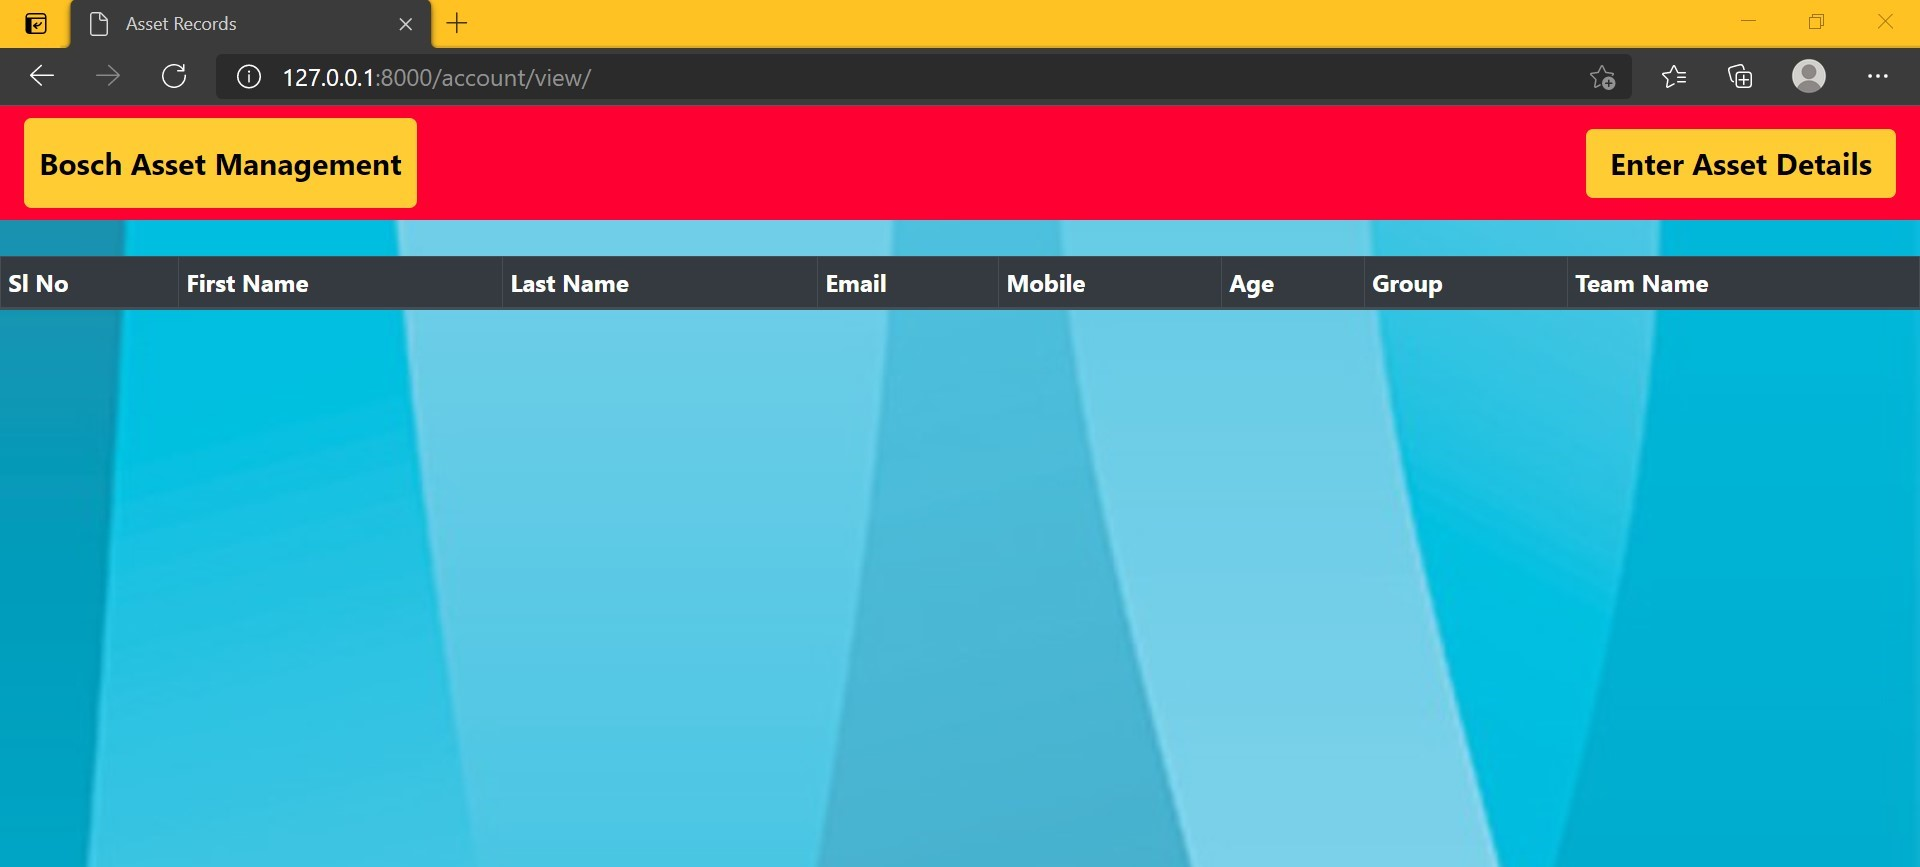 Asset Records
127.0.0.1:8000/account/view/
Bosch Asset Management
Enter Asset Details
Sl No First Name Last Name Email Mobile Age Group Team Name